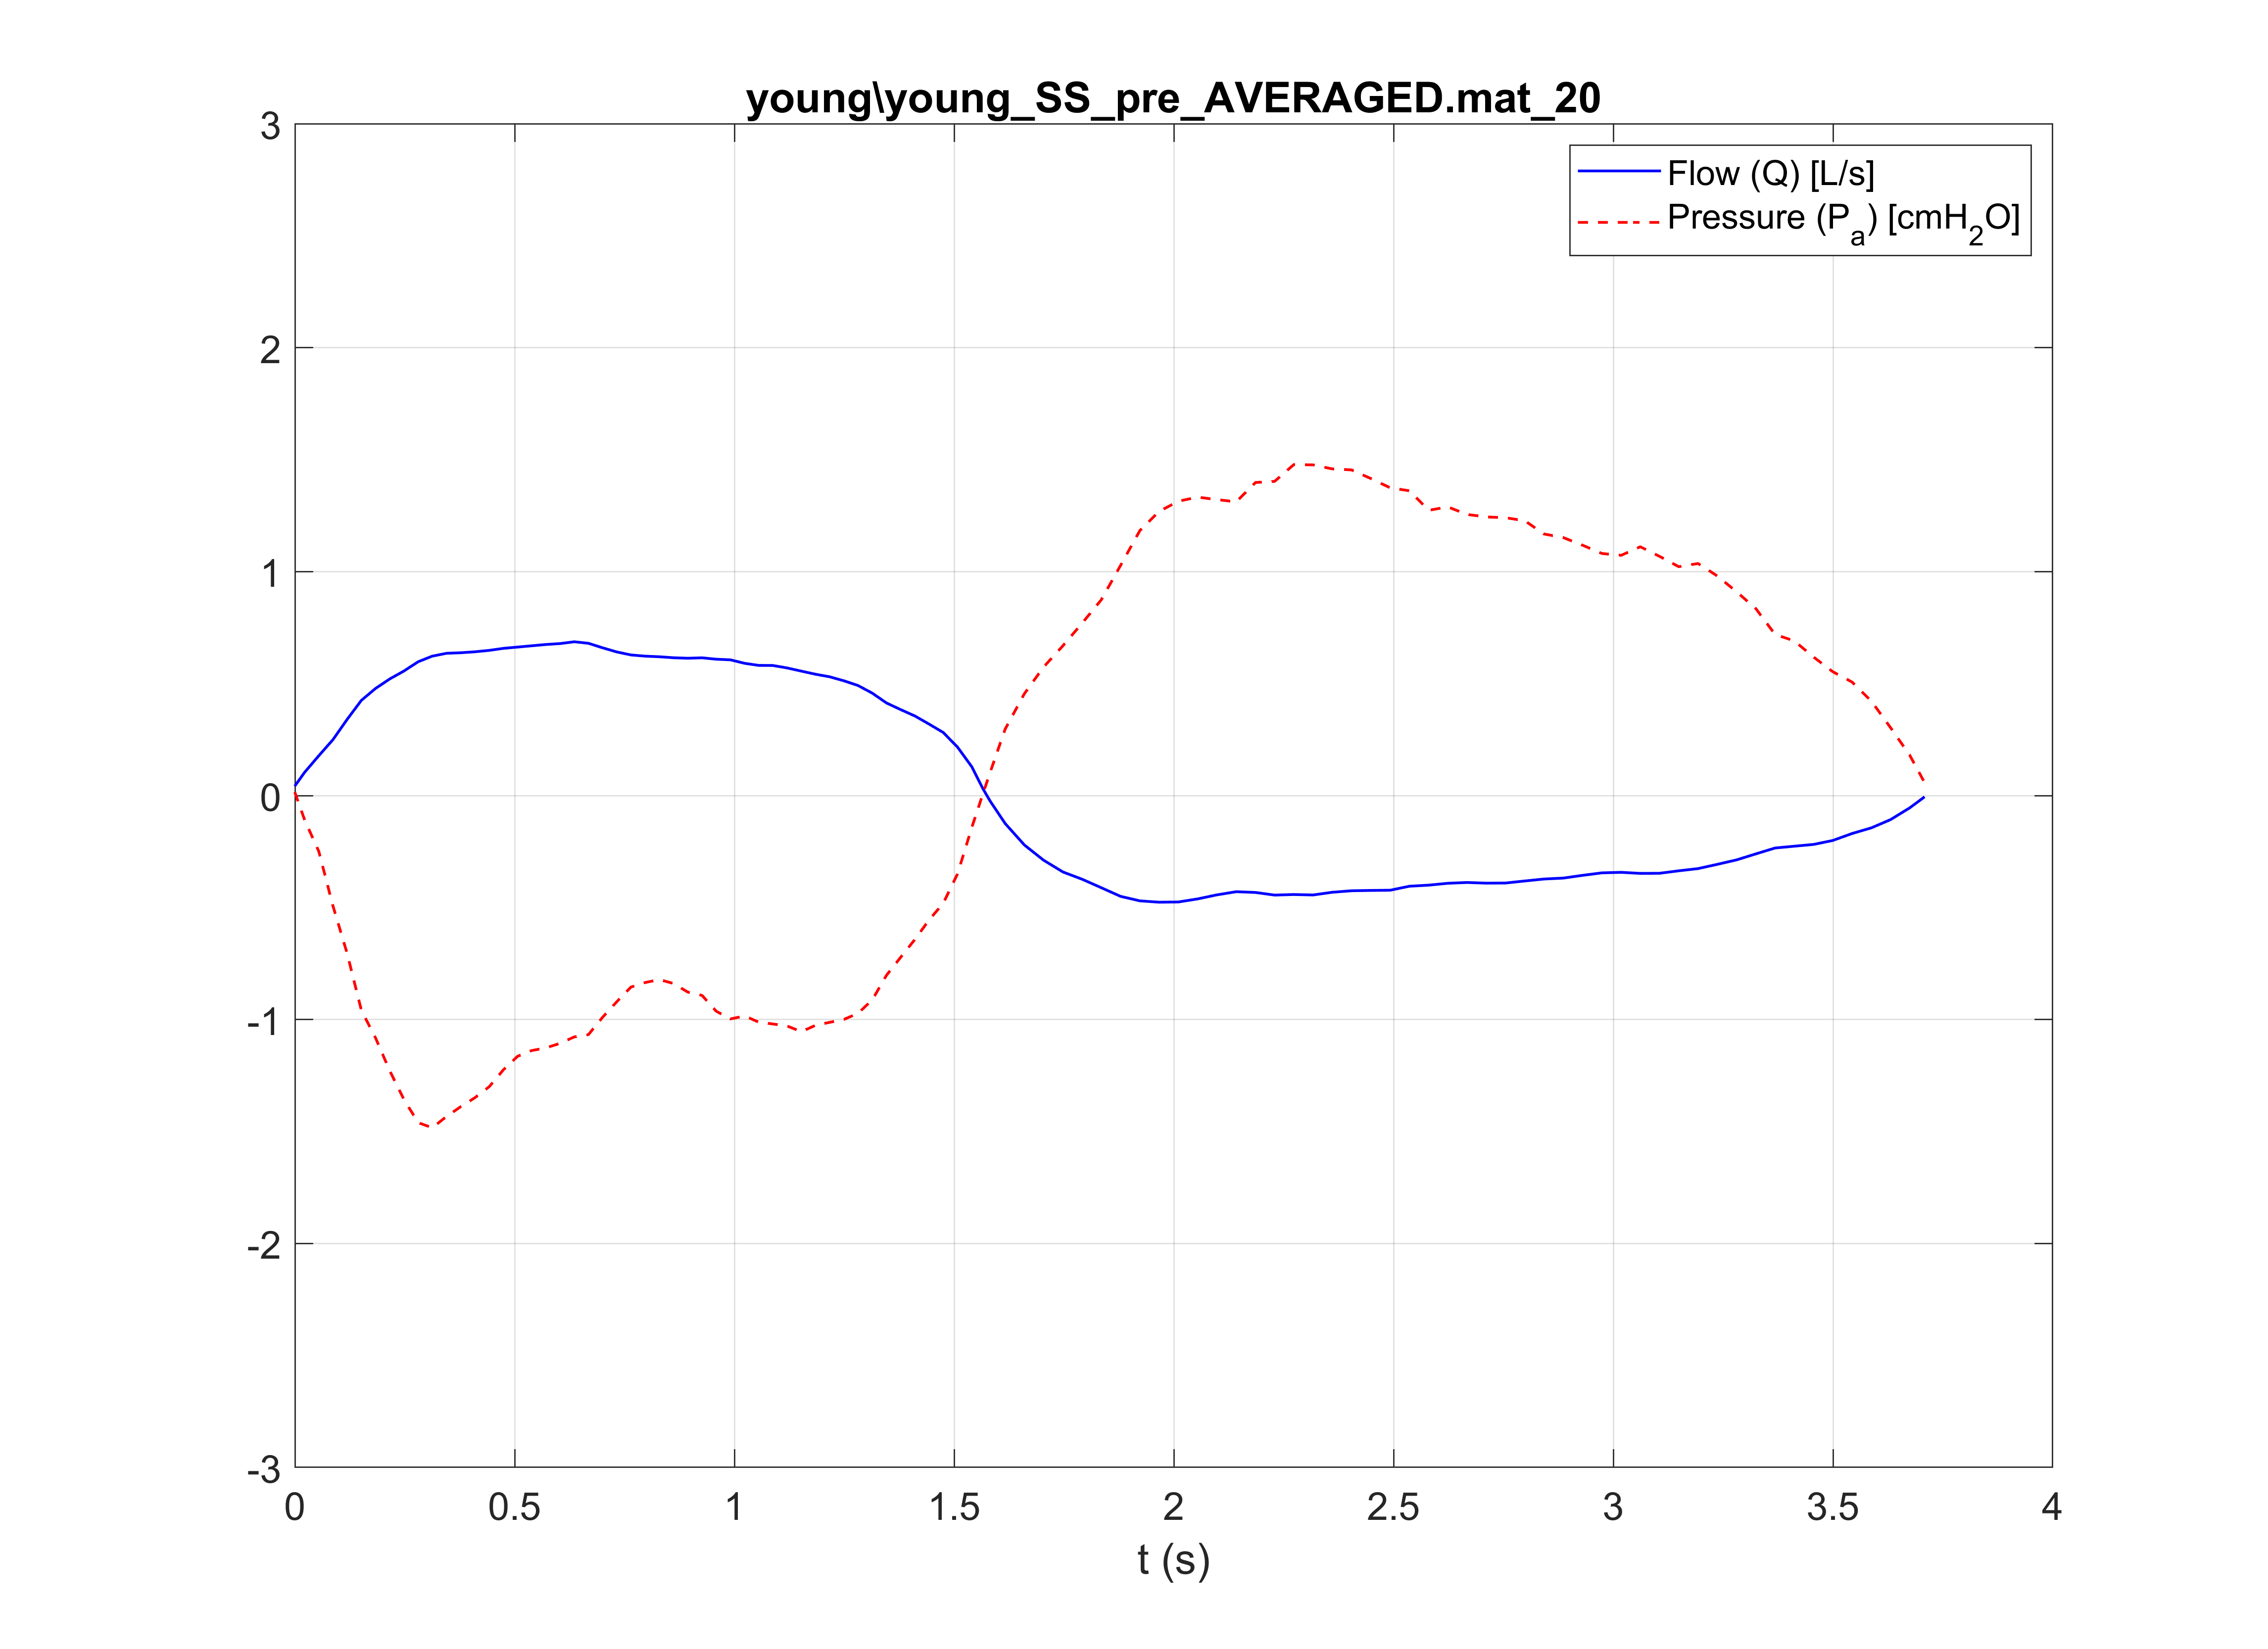 young\young_SS_pre_AVERAGED.mat_20
Flow (Q) [L/s]
Pressure (Pa) [cmH2O]
3
2
1
0
-1
-2
-3
0 0.5 1 1.5 2 2.5 3 3.5 4
t (s)